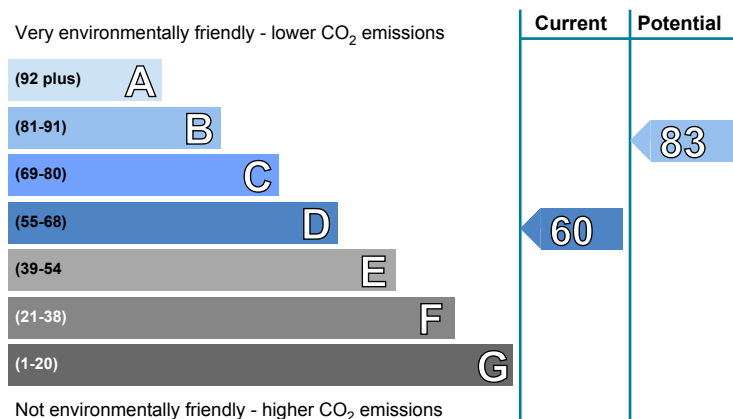 Very environmentally friendly - lower CO2 emissions
Current
Potential
(92 plus) A
(81-91) B
83
(69-80) C
(55-68) D
60
(39-54 E
(21-38) F
(1-20) G
Not environmentally friendly - higher CO2 emissions